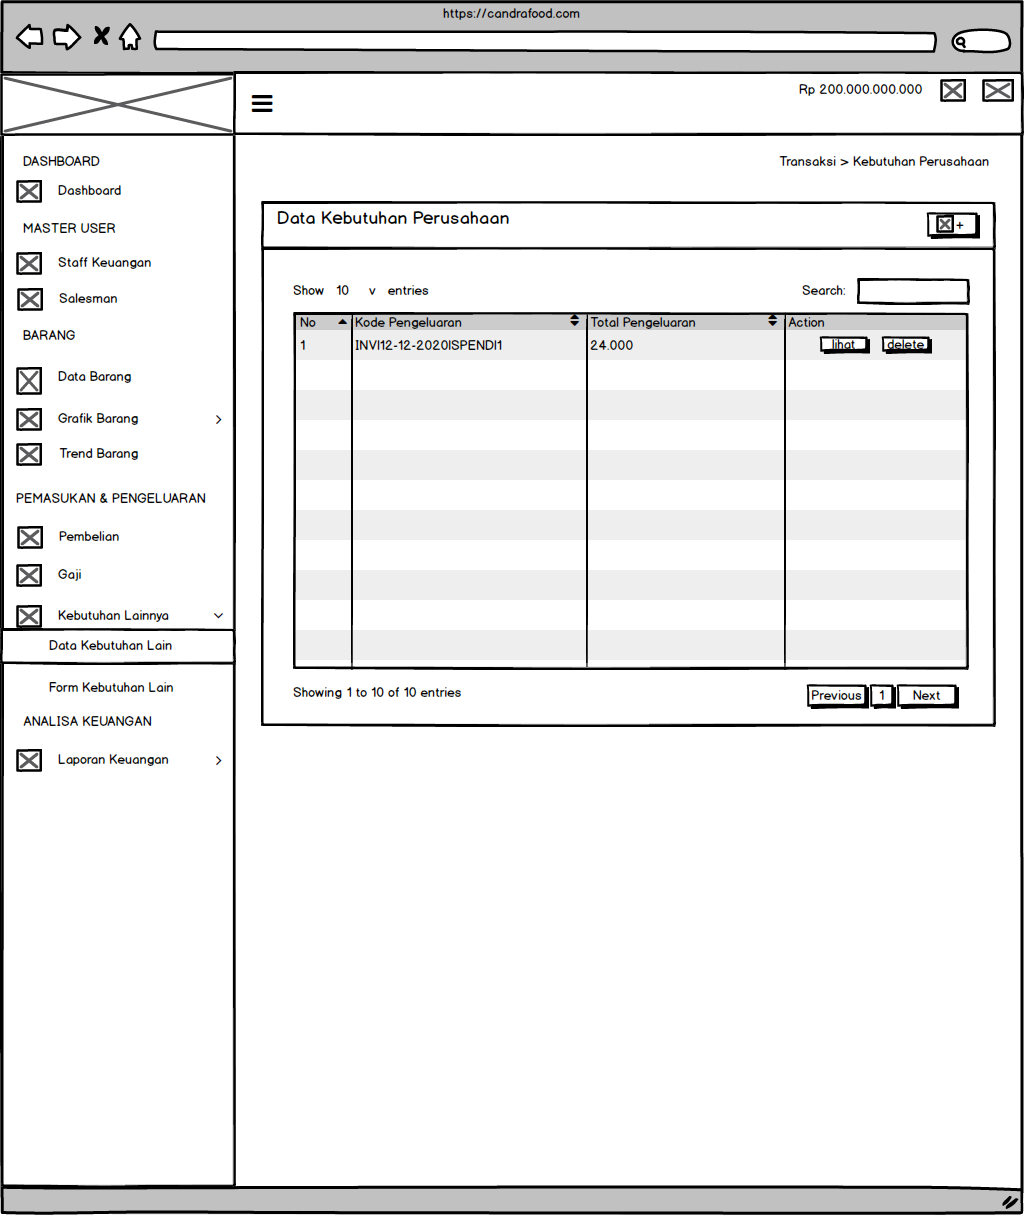 https://candrafood.com
Rp 200.000.000.000
DASHBOARD
Dashboard
MASTER USER
Staff Keuangan
Salesman
BARANG
Data Barang
Grafik Barang
Trend Barang
PEMASUKAN & PENGELUARAN
Pembelian
Gaji
Kebutuhan Lainnya
Data Kebutuhan Lain
Form Kebutuhan Lain
ANALISA KEUANGAN
Laporan Keuangan
Transaksi > Kebutuhan Perusahaan
Data Kebutuhan Perusahaan
+
Show 10 v entries
Search:
No Kode Pengeluaran Total Pengeluaran Action
1 INVI12-12-2020ISPENDI1 24.000 lihat delete
Showing 1 to 10 of 10 entries
Previous 1 Next